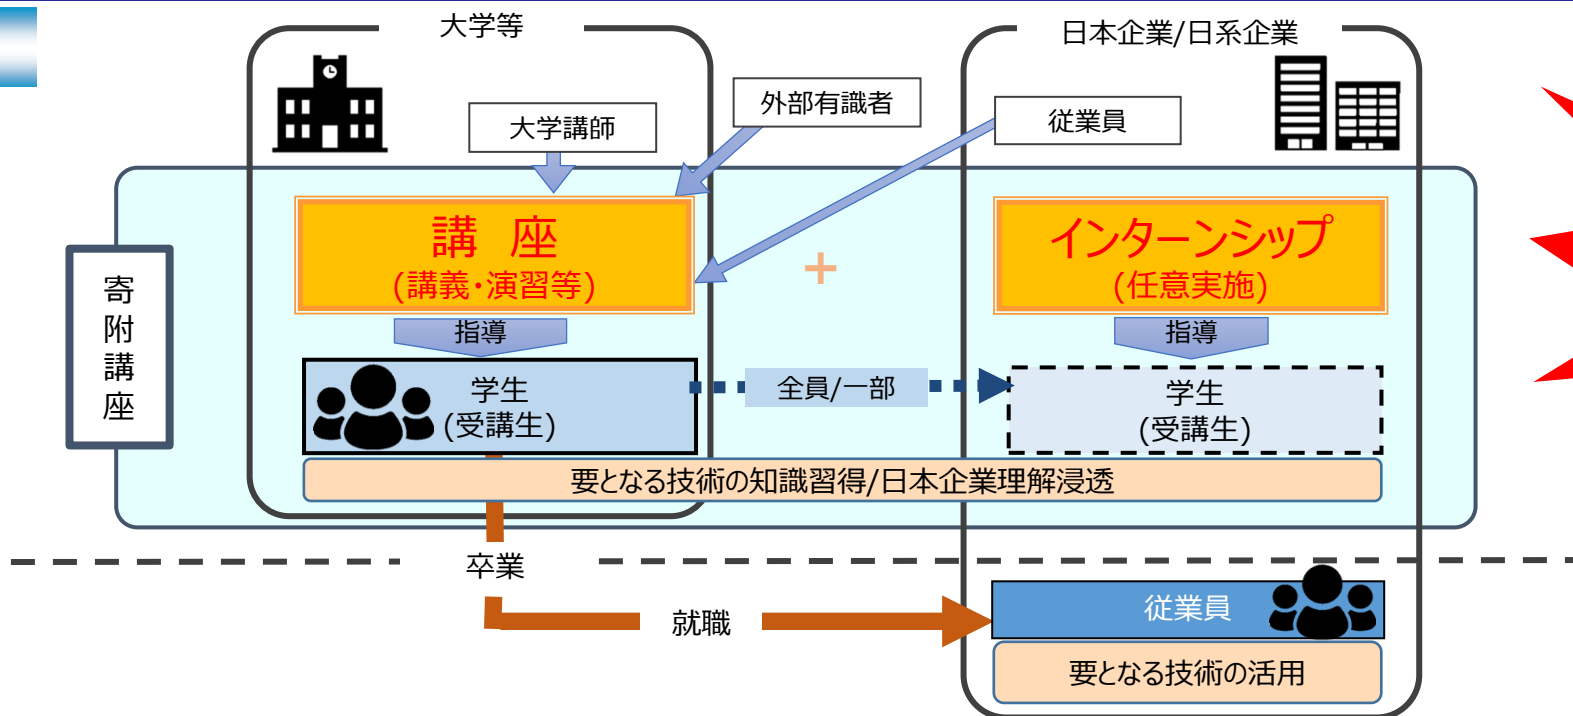 大学等
日本企業/日系企業
大学講師
外部有識者
従業員
講 座
(講義・演習等)
+
インターンシップ
(任意実施)
寄附講座
指導
指導
学生
(受講生)
全員/一部
学生
(受講生)
要となる技術の知識習得/日本企業理解浸透
卒業
就職
従業員
要となる技術の活用